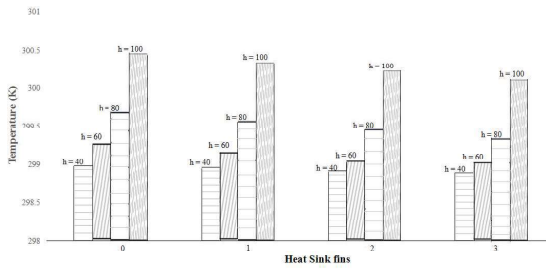 301
300.5
300
299.5
299
298.5
298
Temperature (K)
h = 40
h = 60
h = 80
h = 100
h = 40
h = 60
h = 80
h = 100
h = 40
h = 60
h = 80
h = 100
h = 40
h = 60
h = 80
h = 100
0
1
2
3
Heat Sink fins